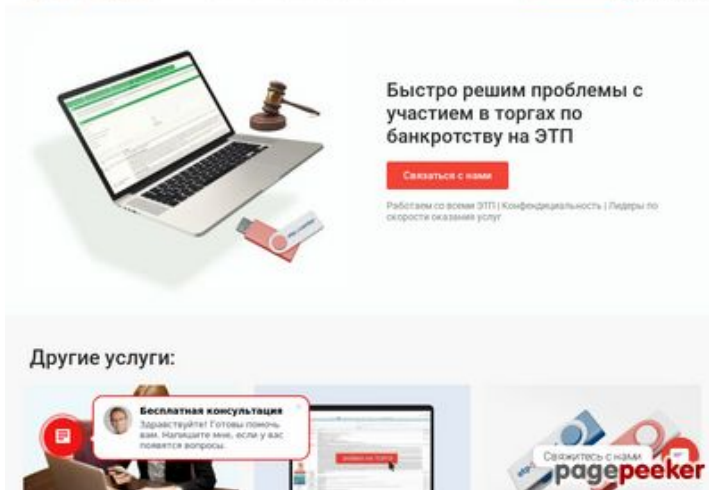 Быстро решим проблемы с
участием в торгах по
банкротству на ЭТП
Связаться с нами
Работаем со всеми ЭТП | Конфендициальность | Лидеры по
скорости оказания услуг
Другие услуги:
Бесплатная консультация
Здравствуйте! Готовы помочь
вам. Напишите мне, если у вас
появятся вопросы.
Свяжитесь с нами
pagepeeker